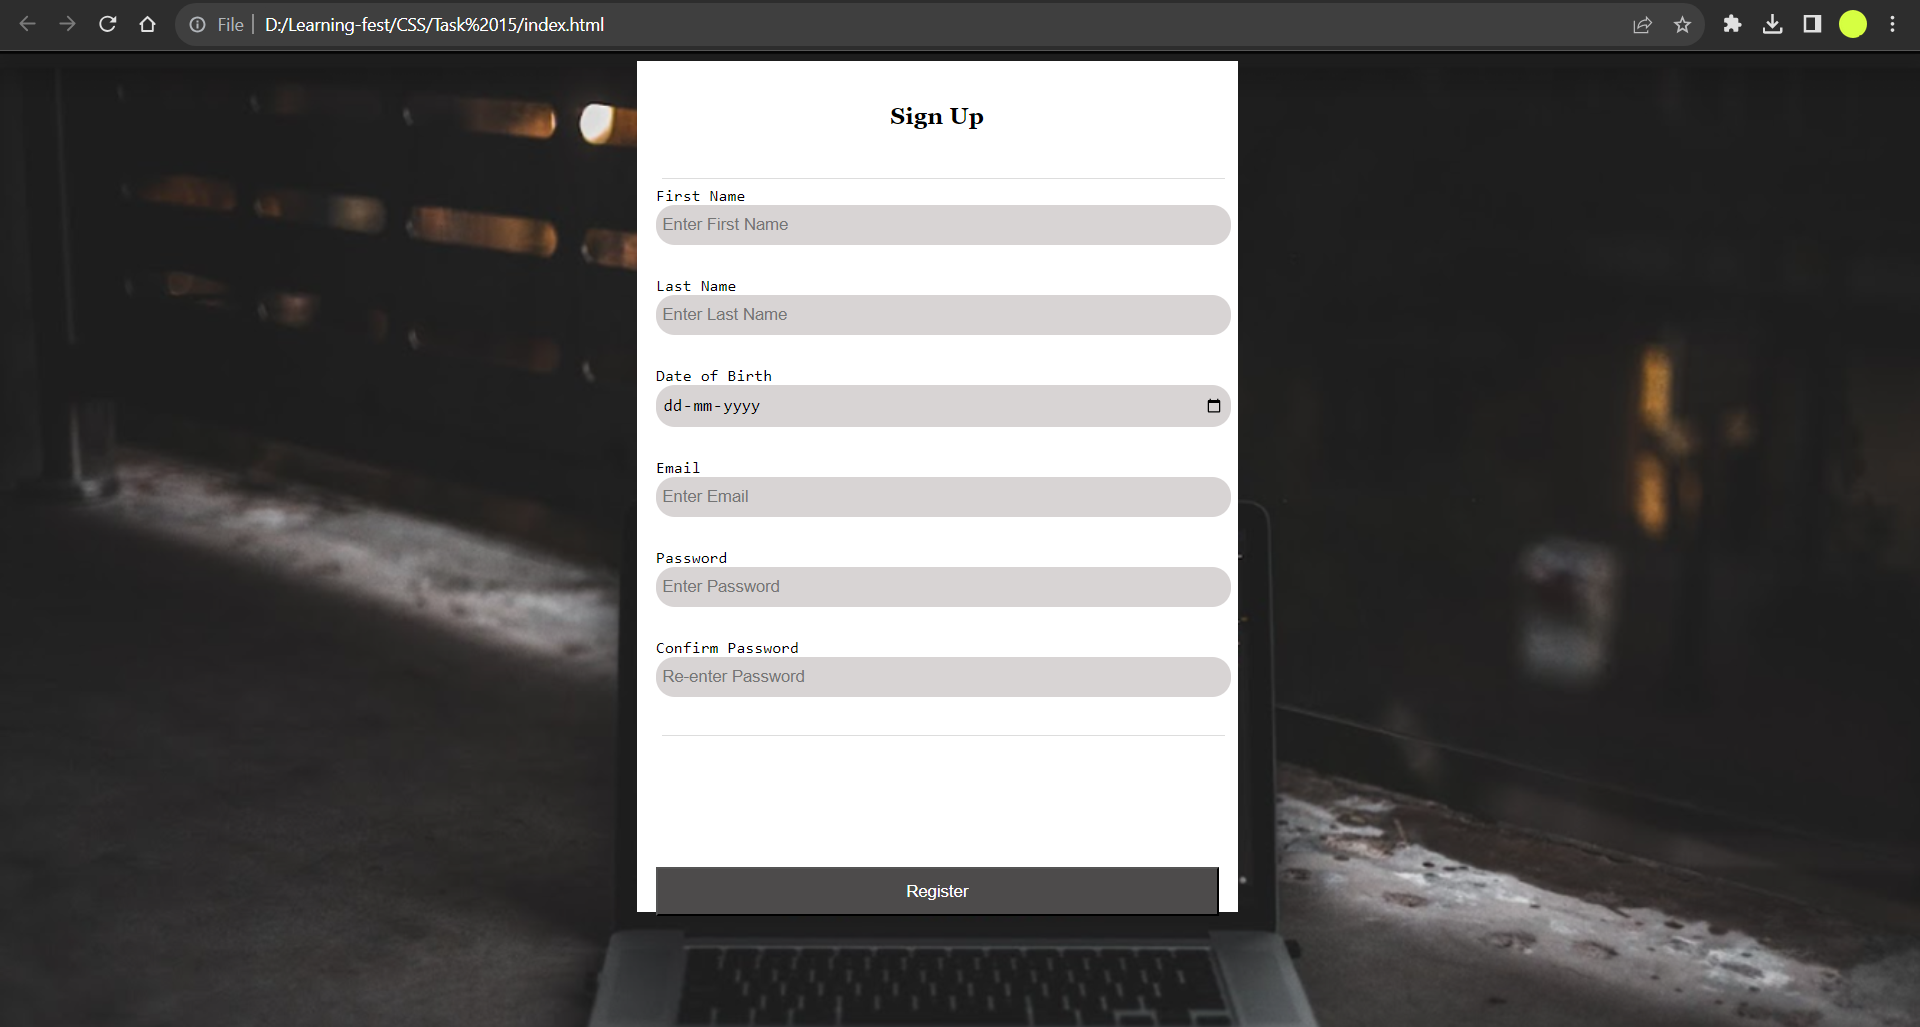 File | D:/Learning-fest/CSS/Task%2015/index.html
Sign Up
First Name
Enter First Name
Last Name
Enter Last Name
Date of Birth
dd-mm-yyyy
Email
Enter Email
Password
Enter Password
Confirm Password
Re-enter Password
Register